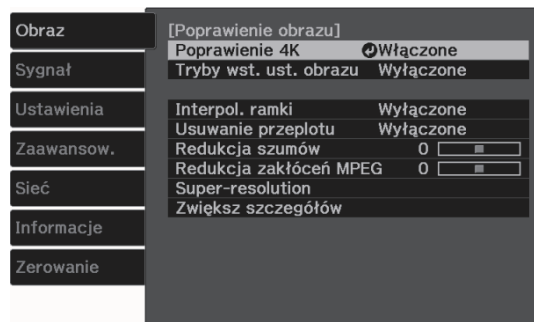 Obraz
Sygnał
Ustawienia
Zaawansow.
Sieć
Informacje
Zerowanie
[Poprawienie obrazu]
Poprawienie 4K Włączone
Tryby wst. ust. obrazu Wyłączone
Interpol. ramki Wyłączone
Usuwanie przeplotu Wyłączone
Redukcja szumów 0
Redukcja zakłóceń MPEG 0
Super-resolution
Zwiększ szczegółów